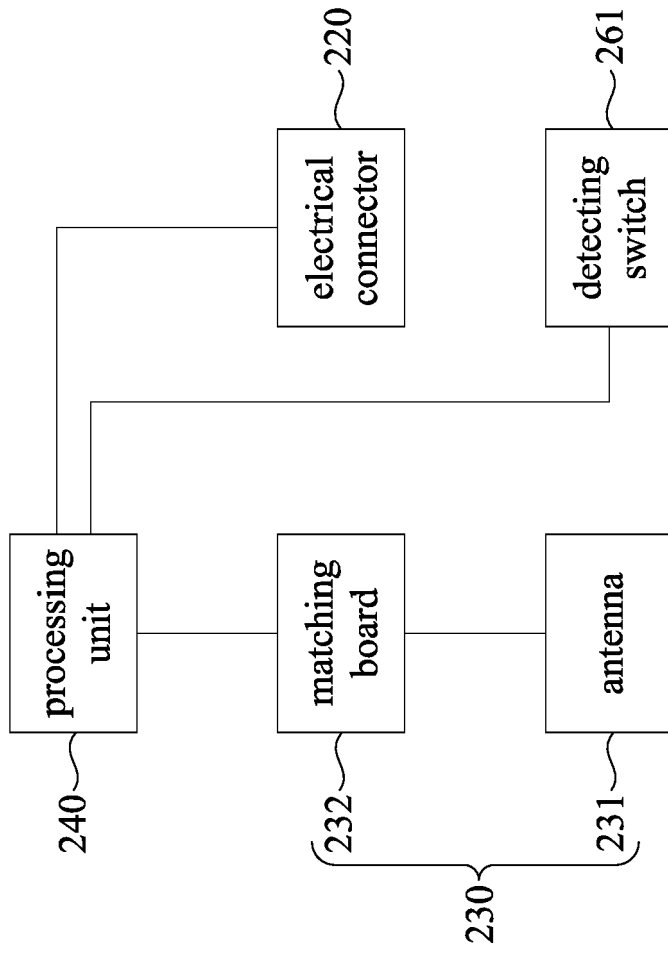 240
processing
unit
230
232
matching
board
electrical
connector
220
231
antenna
detecting
switch
261